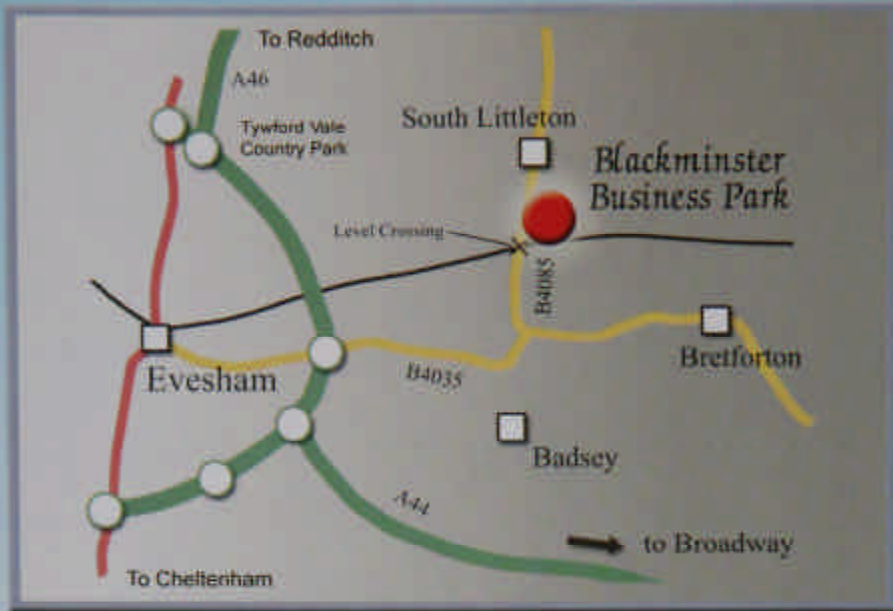 To Redditch
A46
Tywford Vale
Country Park
South Littleton
Blackminster
Business Park
Level Crossing
B4085
Evesham
B4035
Bretforton
Badsey
A44
to Broadway
To Cheltenham